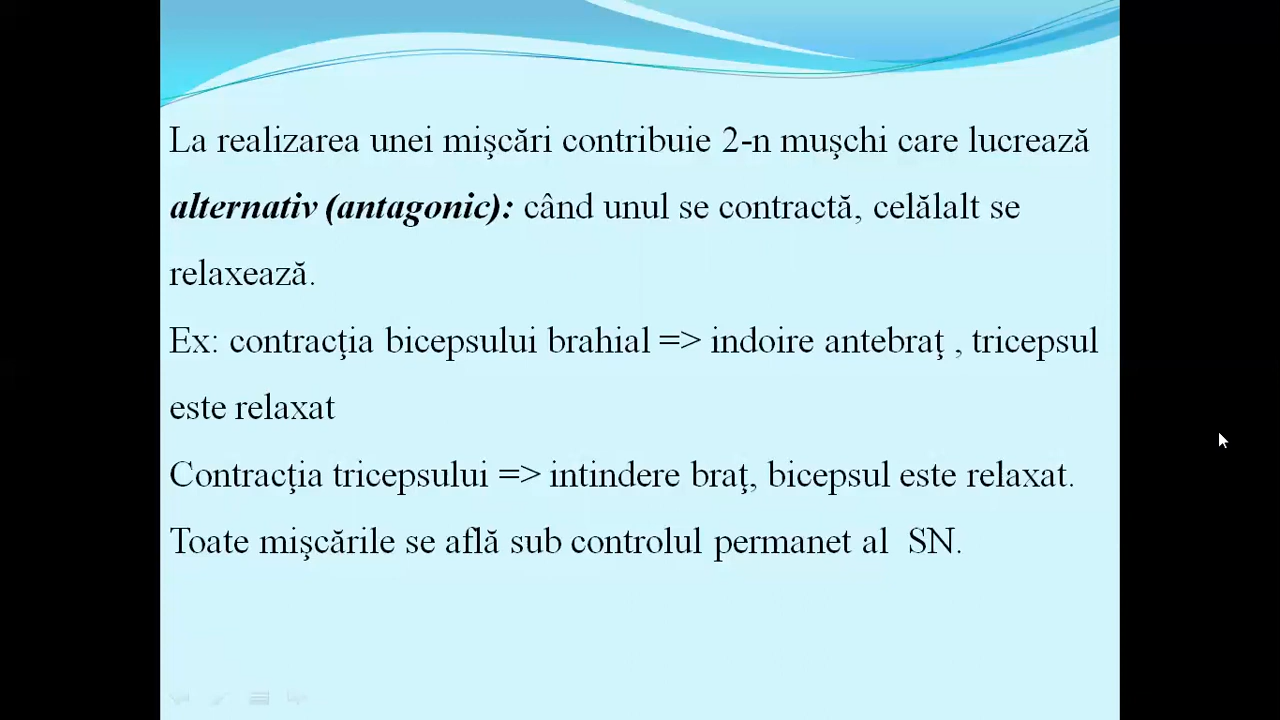 La realizarea unei mişcări contribuie 2-n muşchi care lucrează
alternativ (antagonic): când unul se contractă, celălalt se
relaxează.
Ex: contracţia bicepsului brahial => indoire antebraţ , tricepsul
este relaxat
Contracţia tricepsului => intindere braţ, bicepsul este relaxat.
Toate mişcările se află sub controlul permanet al  SN.